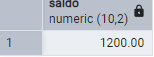 saldo
numeric (10,2)
1
1200.00